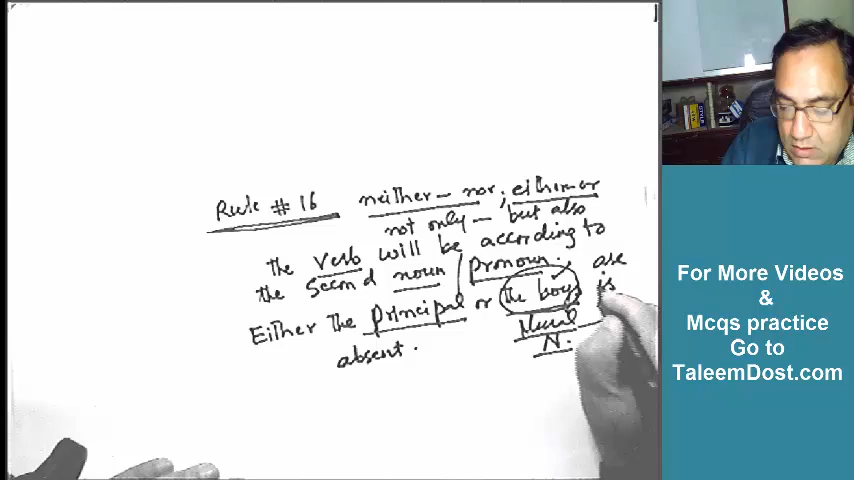 Rule # 16 neither - nor, either or
not only - but also
the verb will be according to
the second noun / pronoun.
are
Either the principal or the boys is
absent.
Plural
N.
For More Videos
&
Mcqs practice
Go to
TaleemDost.com